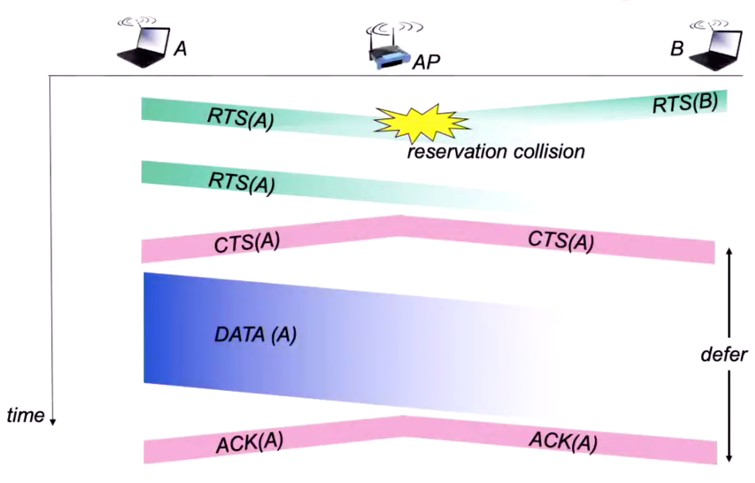 A
AP
B
RTS(A)
RTS(B)
reservation collision
RTS(A)
CTS(A)
CTS(A)
DATA (A)
defer
time
ACK(A)
ACK(A)